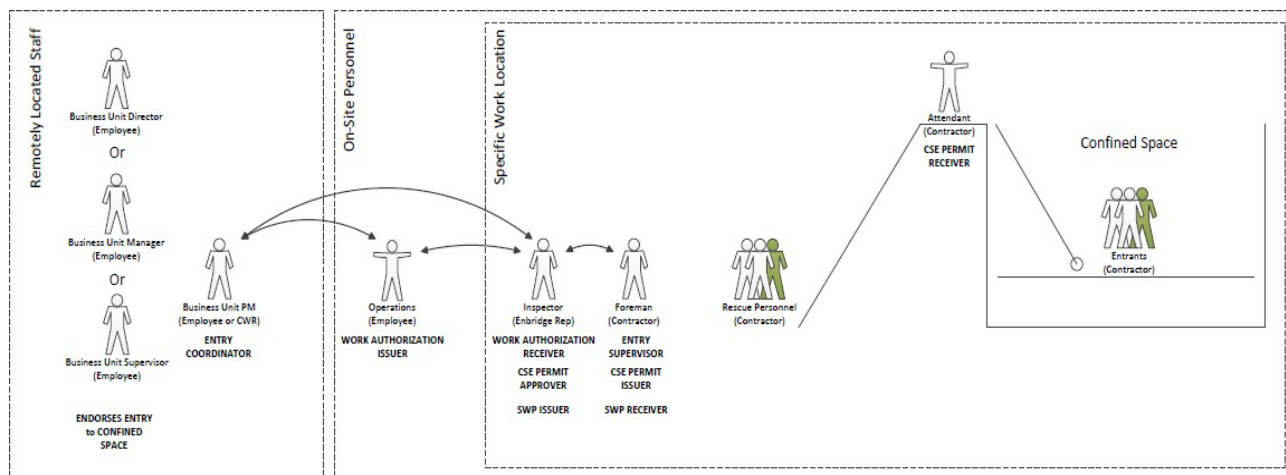 Remotely Located Staff
Business Unit Director
(Employee)
Or
Business Unit Manager
(Employee)
Or
Business Unit Supervisor
(Employee)
ENDORSES ENTRY
to CONFINED
SPACE
Business Unit PM
(Employee or CWR)
ENTRY
COORDINATOR
On-Site Personnel
Operations
(Employee)
WORK AUTHORIZATION
ISSUER
Specific Work Location
Inspector
(Enbridge Rep)
WORK AUTHORIZATION
RECEIVER
CSE PERMIT
APPROVER
SWP ISSUER
Foreman
(Contractor)
ENTRY
SUPERVISOR
CSE PERMIT
ISSUER
SWP RECEIVER
Rescue Personnel
(Contractor)
Attendant
(Contractor)
CSE PERMIT
RECEIVER
Confined Space
Entrants
(Contractor)